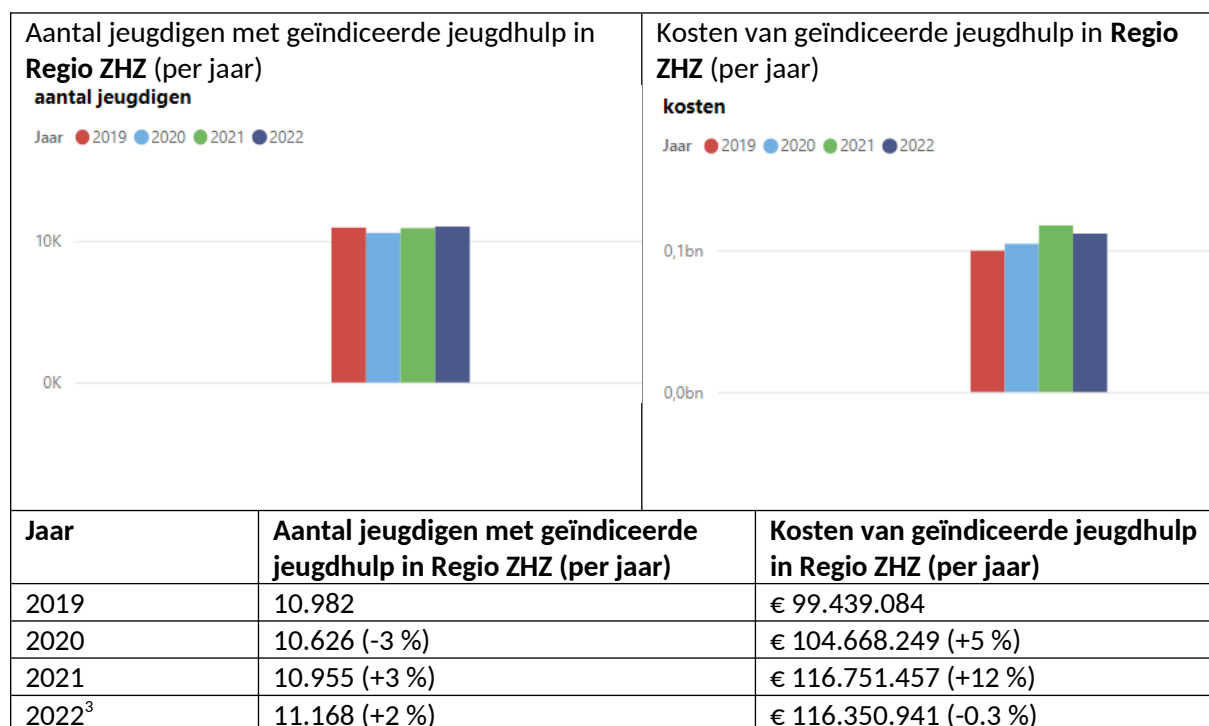 Aantal jeugdigen met geïndiceerde jeugdhulp in
Regio ZHZ (per jaar)
aantal jeugdigen
Jaar 2019 2020 2021 2022
10K
0K
Kosten van geïndiceerde jeugdhulp in Regio
ZHZ (per jaar)
kosten
Jaar 2019 2020 2021 2022
0,1bn
0,0bn
Jaar
Aantal jeugdigen met geïndiceerde
jeugdhulp in Regio ZHZ (per jaar)
Kosten van geïndiceerde jeugdhulp
in Regio ZHZ (per jaar)
2019 10.982 € 99.439.084
2020 10.626 (-3 %) € 104.668.249 (+5 %)
2021 10.955 (+3 %) € 116.751.457 (+12 %)
2022³ 11.168 (+2 %) € 116.350.941 (-0.3 %)